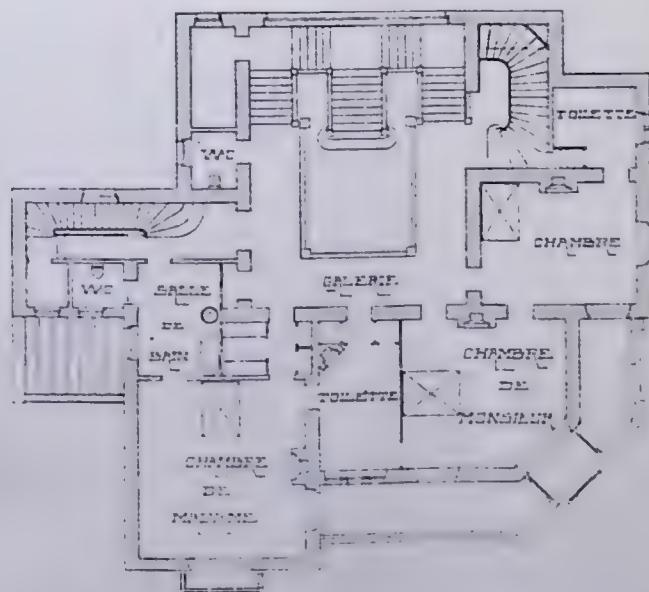 TOILETTE
WC
CHAMBRE
WC
SALLE
DE
BAIN
GALERIE
CHAMBRE
DE
MONSIEUR
TOILETTE
CHAMBRE
DE
MADAME